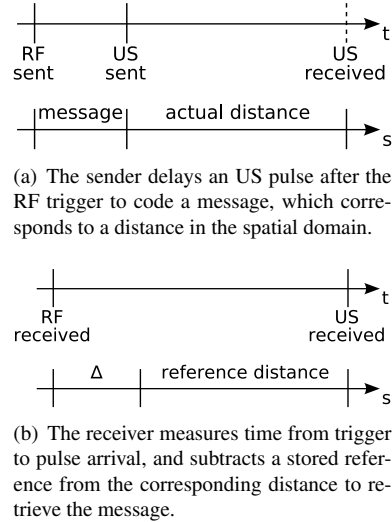 t
RF sent
US sent
US received
message
actual distance
s
(a) The sender delays an US pulse after the
RF trigger to code a message, which corre-
sponds to a distance in the spatial domain.
t
RF received
US received
Δ
reference distance
s
(b) The receiver measures time from trigger
to pulse arrival, and subtracts a stored refer-
ence from the corresponding distance to re-
trieve the message.